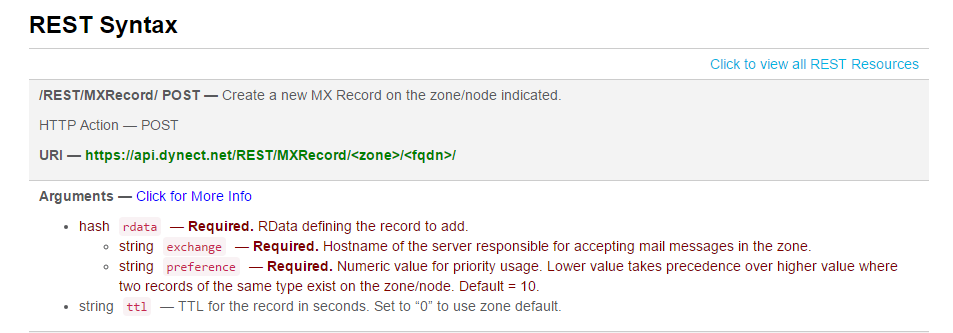 REST Syntax
Click to view all REST Resources
/REST/MXRecord/ POST — Create a new MX Record on the zone/node indicated.
HTTP Action — POST
URI — https://api.dynect.net/REST/MXRecord/<zone>/<fqdn>/
Arguments — Click for More Info
hash rdata — Required. RData defining the record to add.
string exchange — Required. Hostname of the server responsible for accepting mail messages in the zone.
string preference — Required. Numeric value for priority usage. Lower value takes precedence over higher value where
two records of the same type exist on the zone/node. Default = 10.
string ttl — TTL for the record in seconds. Set to “0” to use zone default.